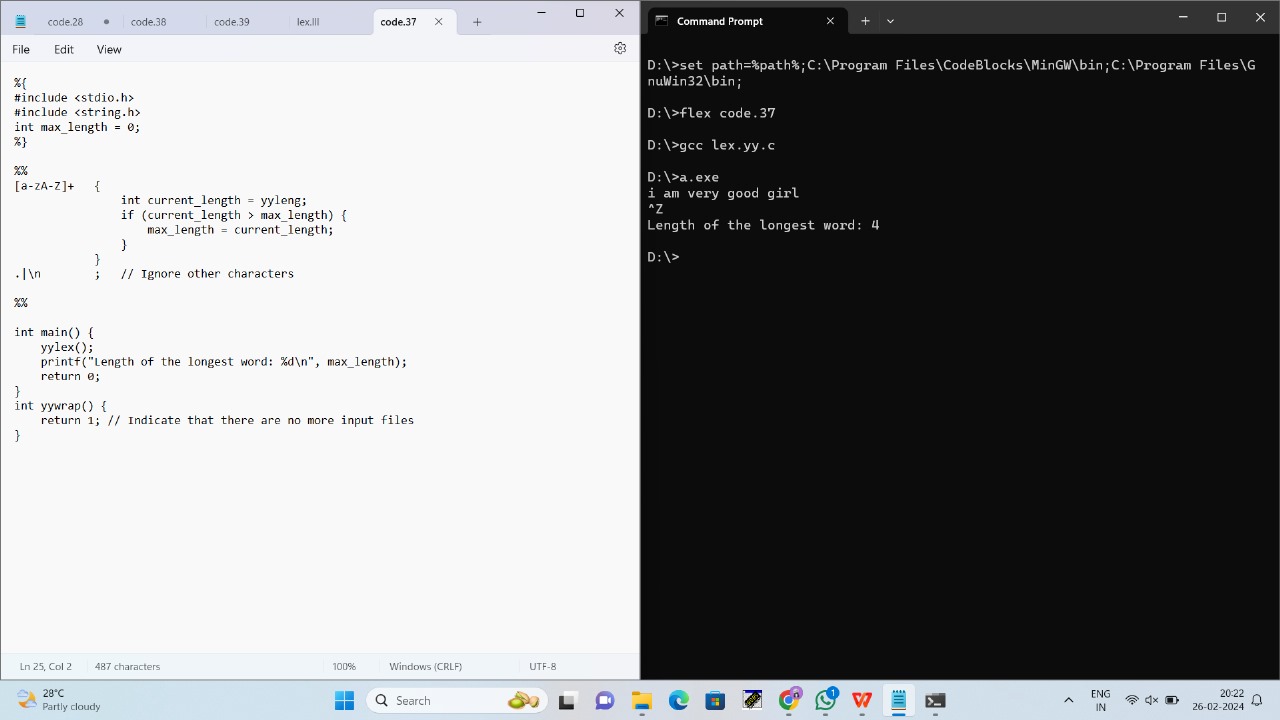 code.28
code.38
code.39
lex.lll
code.37
File Edit View
%{
#include <stdio.h>
#include <string.h>
int max_length = 0;
%}
%%
[a-zA-Z]+   {
                int current_length = yyleng;
                if (current_length > max_length) {
                    max_length = current_length;
                }
            }
.|\n        ;   // Ignore other characters
%%
int main() {
    yylex();
    printf("Length of the longest word: %d\n", max_length);
    return 0;
}
int yywrap() {
    return 1; // Indicate that there are no more input files
}
Ln 25, Col 2 487 characters 100% Windows (CRLF) UTF-8
Command Prompt
D:\>set path=%path%;C:\Program Files\CodeBlocks\MinGW\bin;C:\Program Files\G
nuWin32\bin;
D:\>flex code.37
D:\>gcc lex.yy.c
D:\>a.exe
i am very good girl
^Z
Length of the longest word: 4
D:\>
28°C
Partly cloudy
Search
1
ENG
IN
20:22
26-02-2024